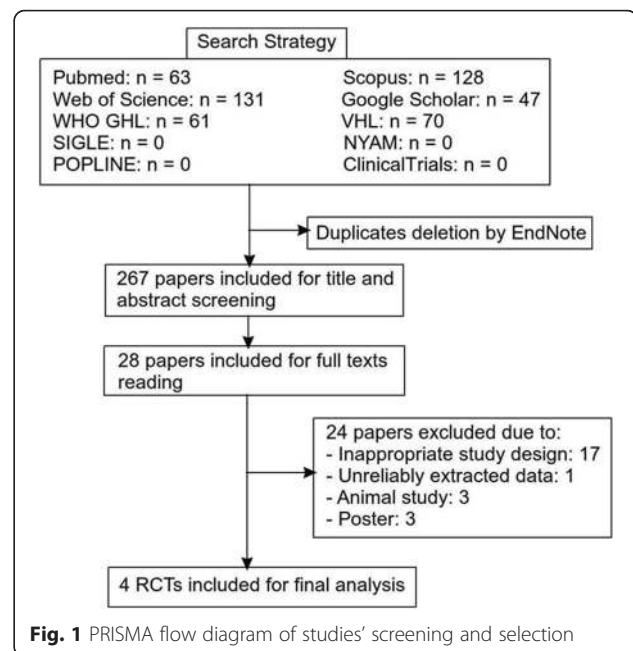 Search Strategy
Pubmed: n = 63
Scopus: n = 128
Web of Science: n = 131
Google Scholar: n = 47
WHO GHL: n = 61
VHL: n = 70
SIGLE: n = 0
NYAM: n = 0
POPLINE: n = 0
ClinicalTrials: n = 0
Duplicates deletion by EndNote
267 papers included for title and
abstract screening
28 papers included for full texts
reading
24 papers excluded due to:
- Inappropriate study design: 17
- Unreliably extracted data: 1
- Animal study: 3
- Poster: 3
4 RCTs included for final analysis
Fig. 1 PRISMA flow diagram of studies’ screening and selection